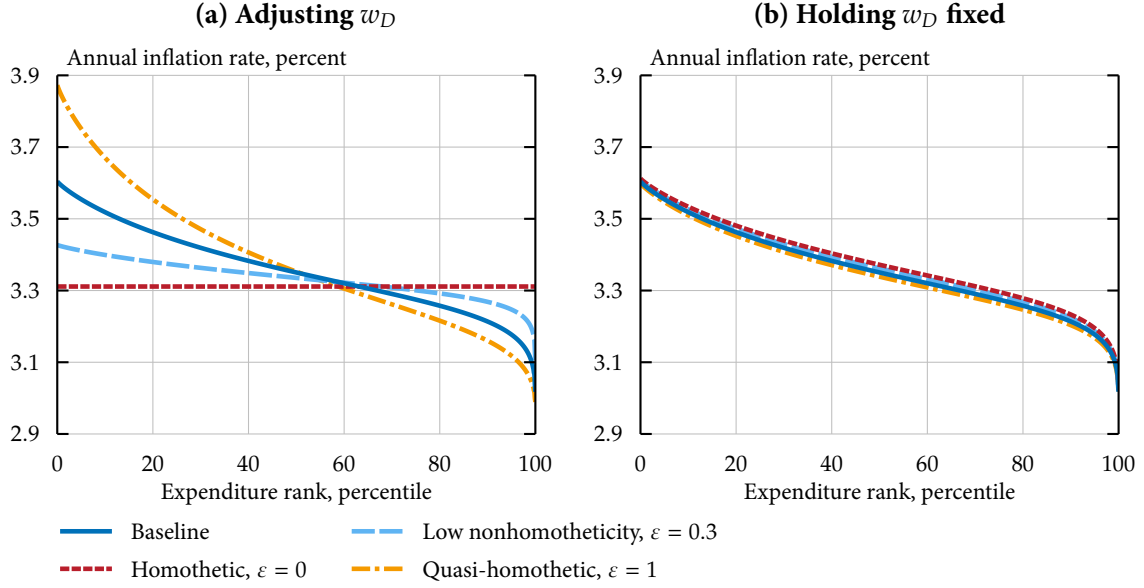 (a) Adjusting w_D
Annual inflation rate, percent
3.9
3.7
3.5
3.3
3.1
2.9
0 20 40 60 80 100
Expenditure rank, percentile
(b) Holding w_D fixed
Annual inflation rate, percent
3.9
3.7
3.5
3.3
3.1
2.9
0 20 40 60 80 100
Expenditure rank, percentile
Baseline
Low nonhomotheticity, ε = 0.3
Homothetic, ε = 0
Quasi-homothetic, ε = 1